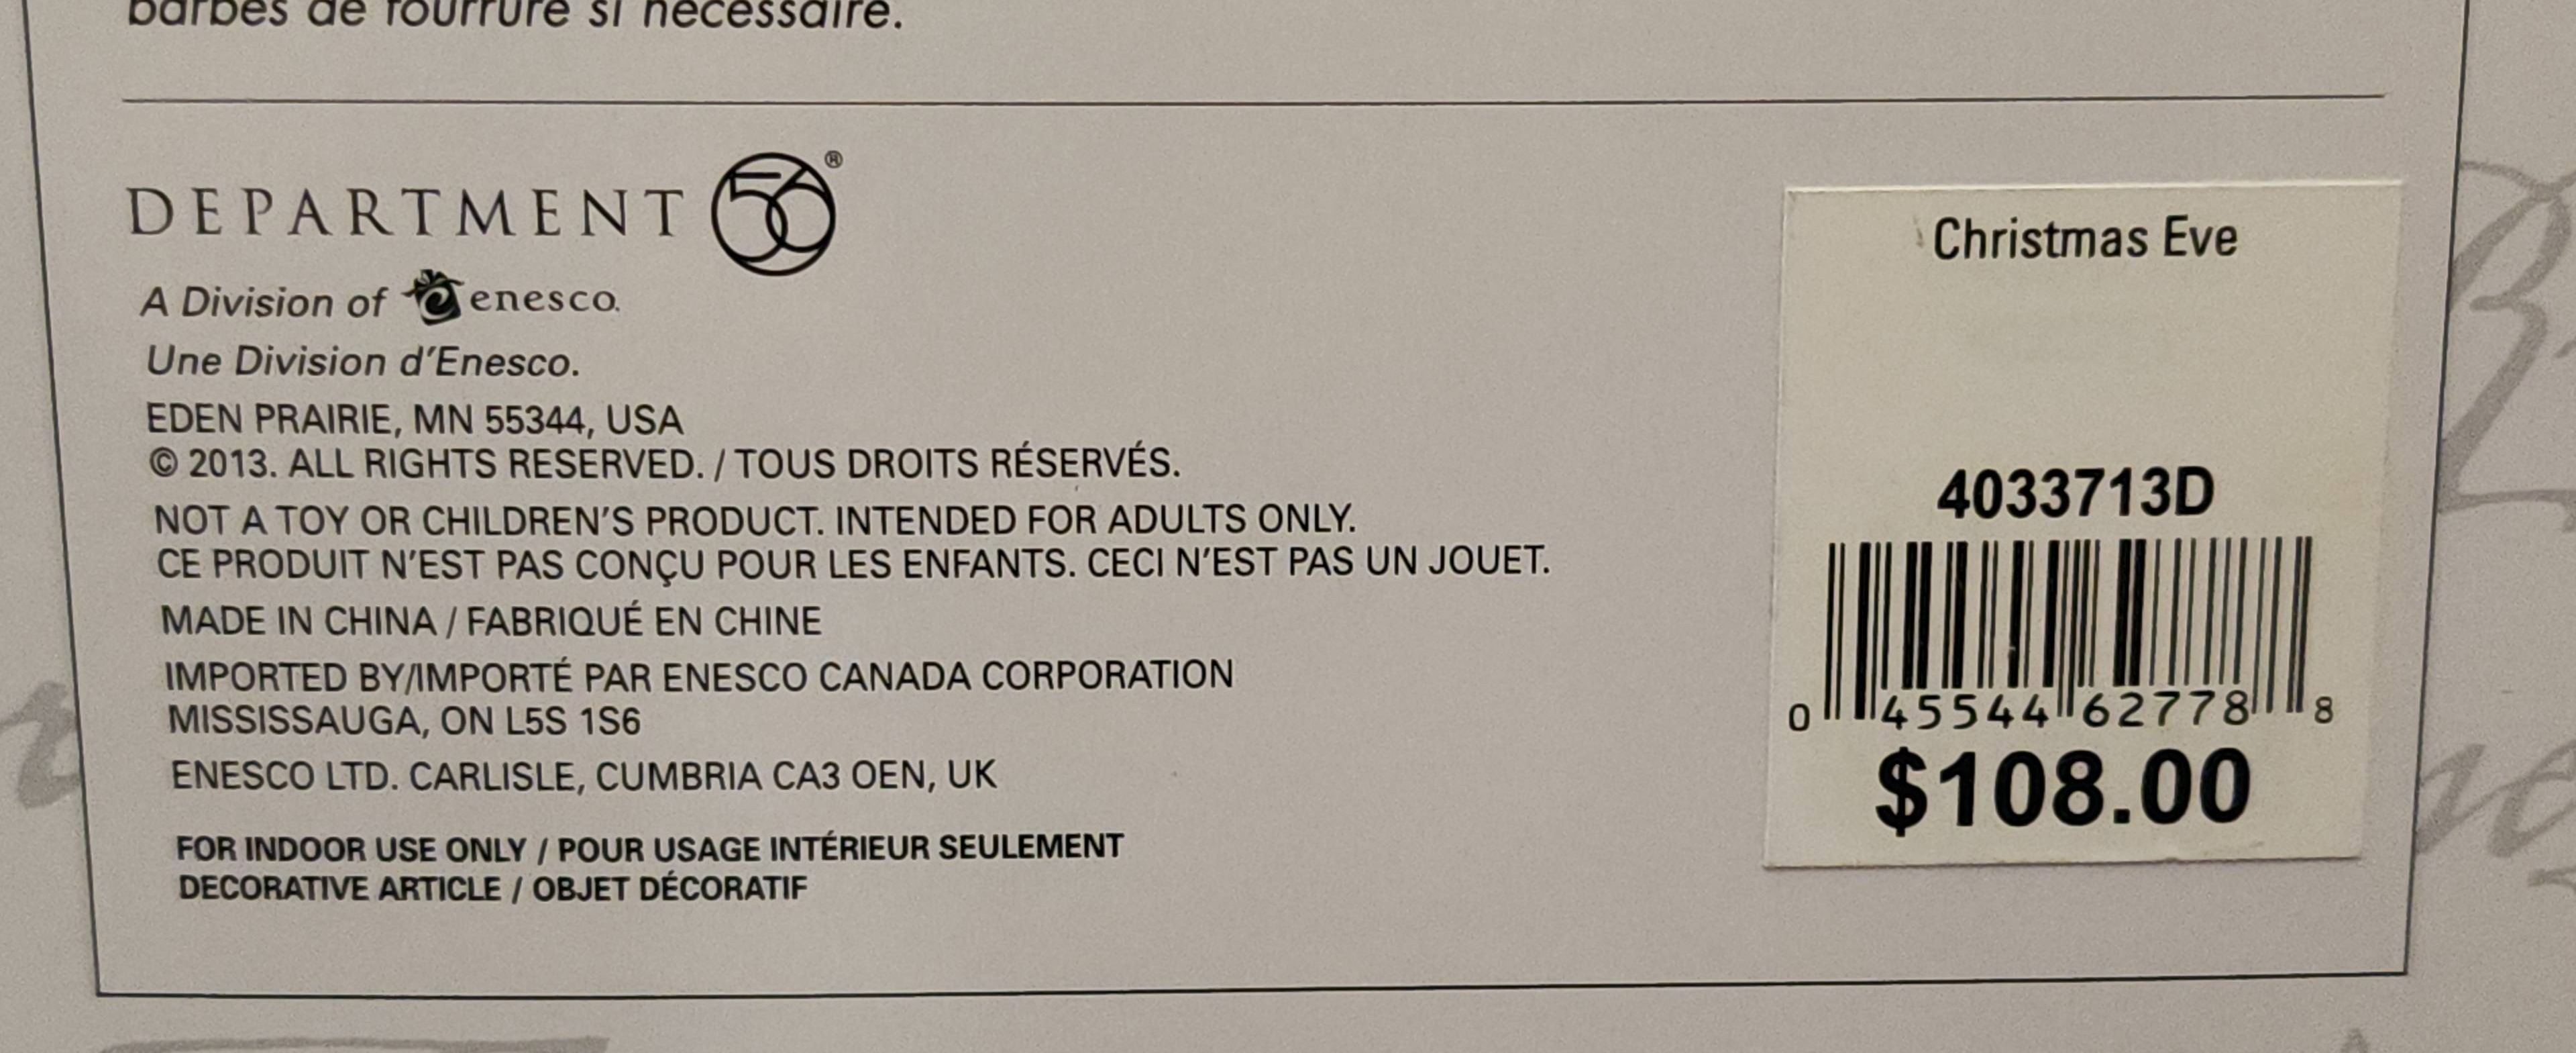 barbes de fourrure si nécessaire.
DEPARTMENT 56®
A Division of enesco.
Une Division d'Enesco.
EDEN PRAIRIE, MN 55344, USA
© 2013. ALL RIGHTS RESERVED. / TOUS DROITS RÉSERVÉS.
NOT A TOY OR CHILDREN'S PRODUCT. INTENDED FOR ADULTS ONLY.
CE PRODUIT N'EST PAS CONÇU POUR LES ENFANTS. CECI N'EST PAS UN JOUET.
MADE IN CHINA / FABRIQUÉ EN CHINE
IMPORTED BY/IMPORTÉ PAR ENESCO CANADA CORPORATION
MISSISSAUGA, ON L5S 1S6
ENESCO LTD. CARLISLE, CUMBRIA CA3 OEN, UK
FOR INDOOR USE ONLY / POUR USAGE INTÉRIEUR SEULEMENT
DECORATIVE ARTICLE / OBJET DÉCORATIF
Christmas Eve
4033713D
0 45544 62778 8
$108.00